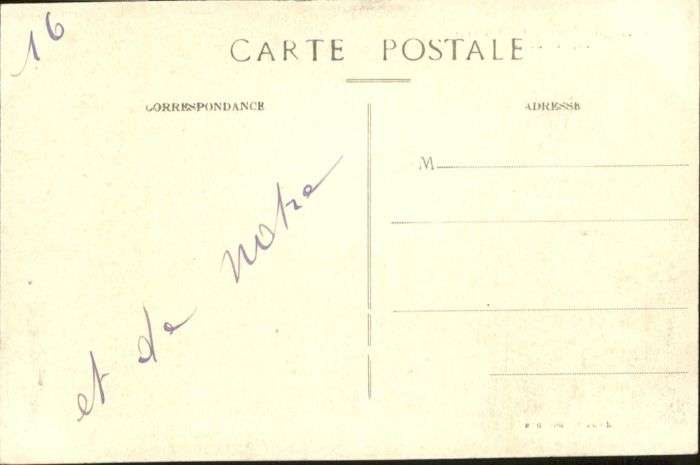 16
CARTE POSTALE
CORRESPONDANCE
ADRESSE
M
et de notre